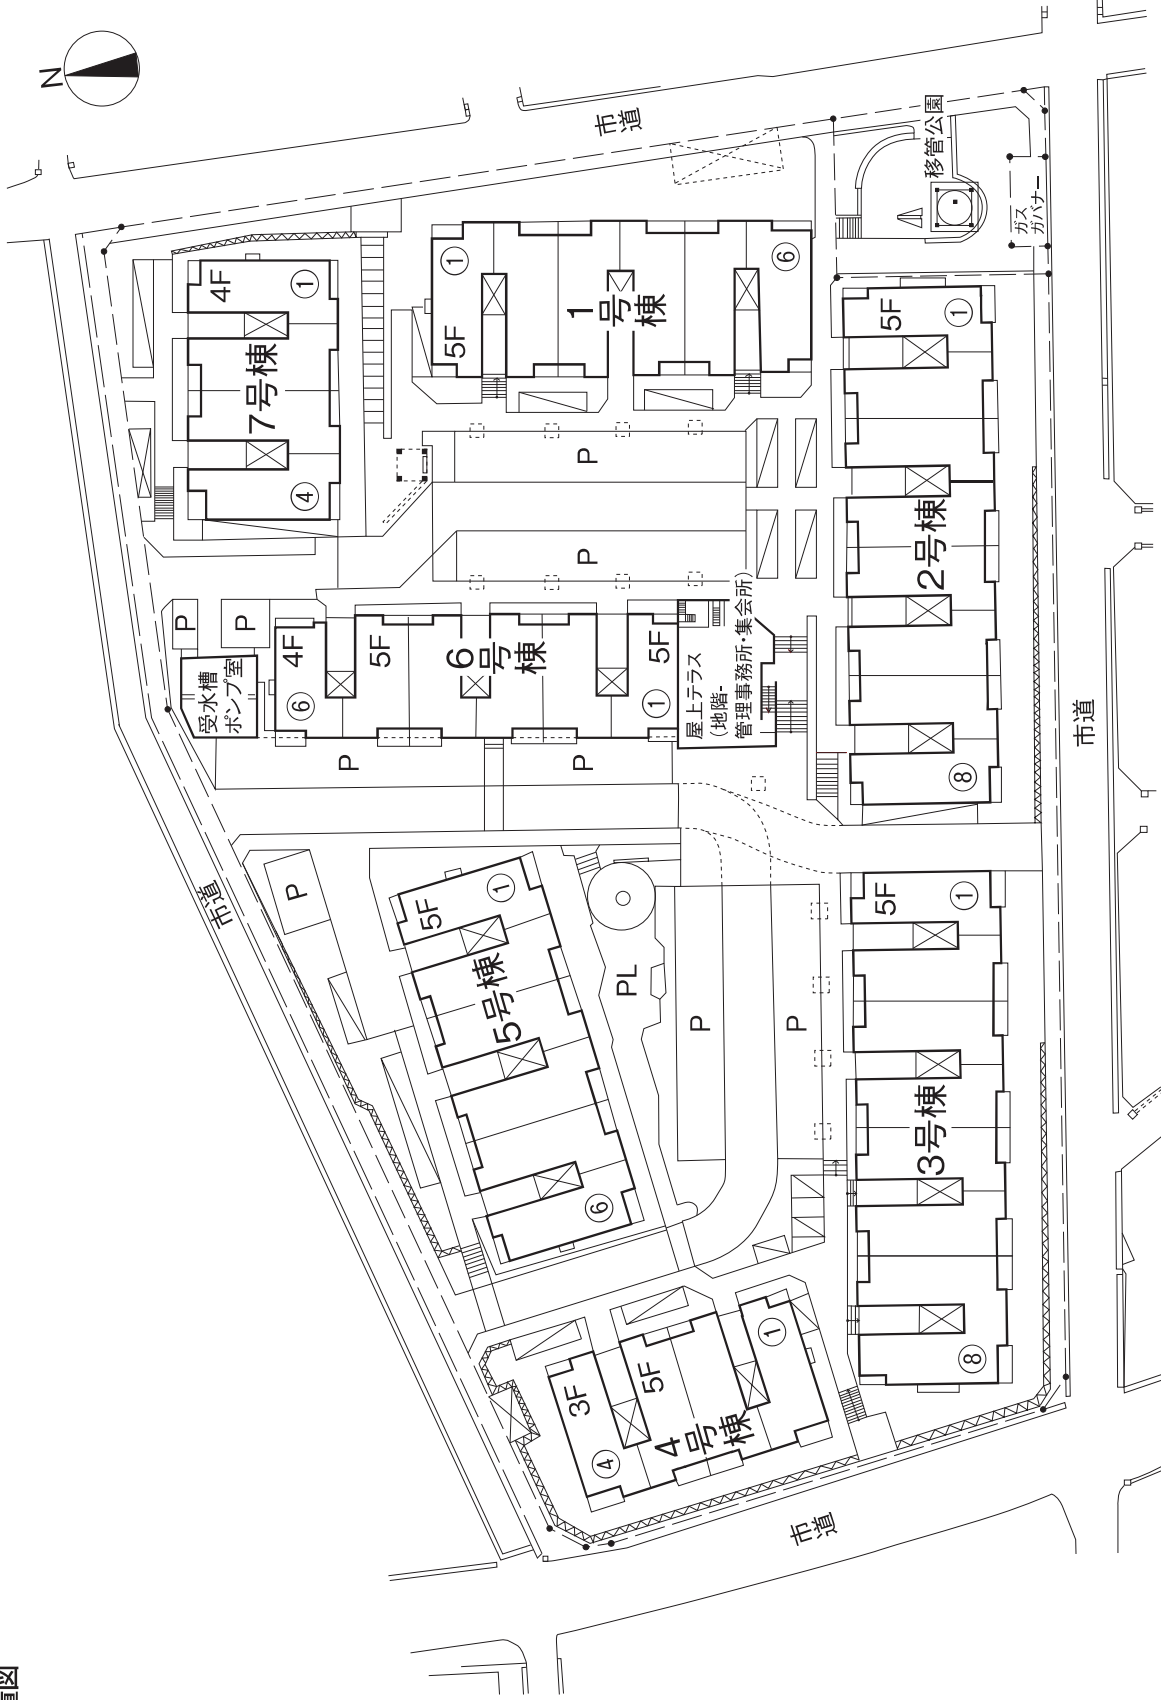 N
市道
移管公園
ガス
ガバナー
7号棟
4F
①
④
1号棟
5F
①
⑥
P
P
2号棟
5F
①
⑧
P
P
受水槽
ポンプ室
6号棟
4F
5F
5F
⑥
①
屋上テラス
(地階-
管理事務所・集会所)
P
P
市道
市道
P
5号棟
5F
①
⑥
PL
P
P
3号棟
5F
①
⑧
4号棟
3F
5F
①
④
市道
置図